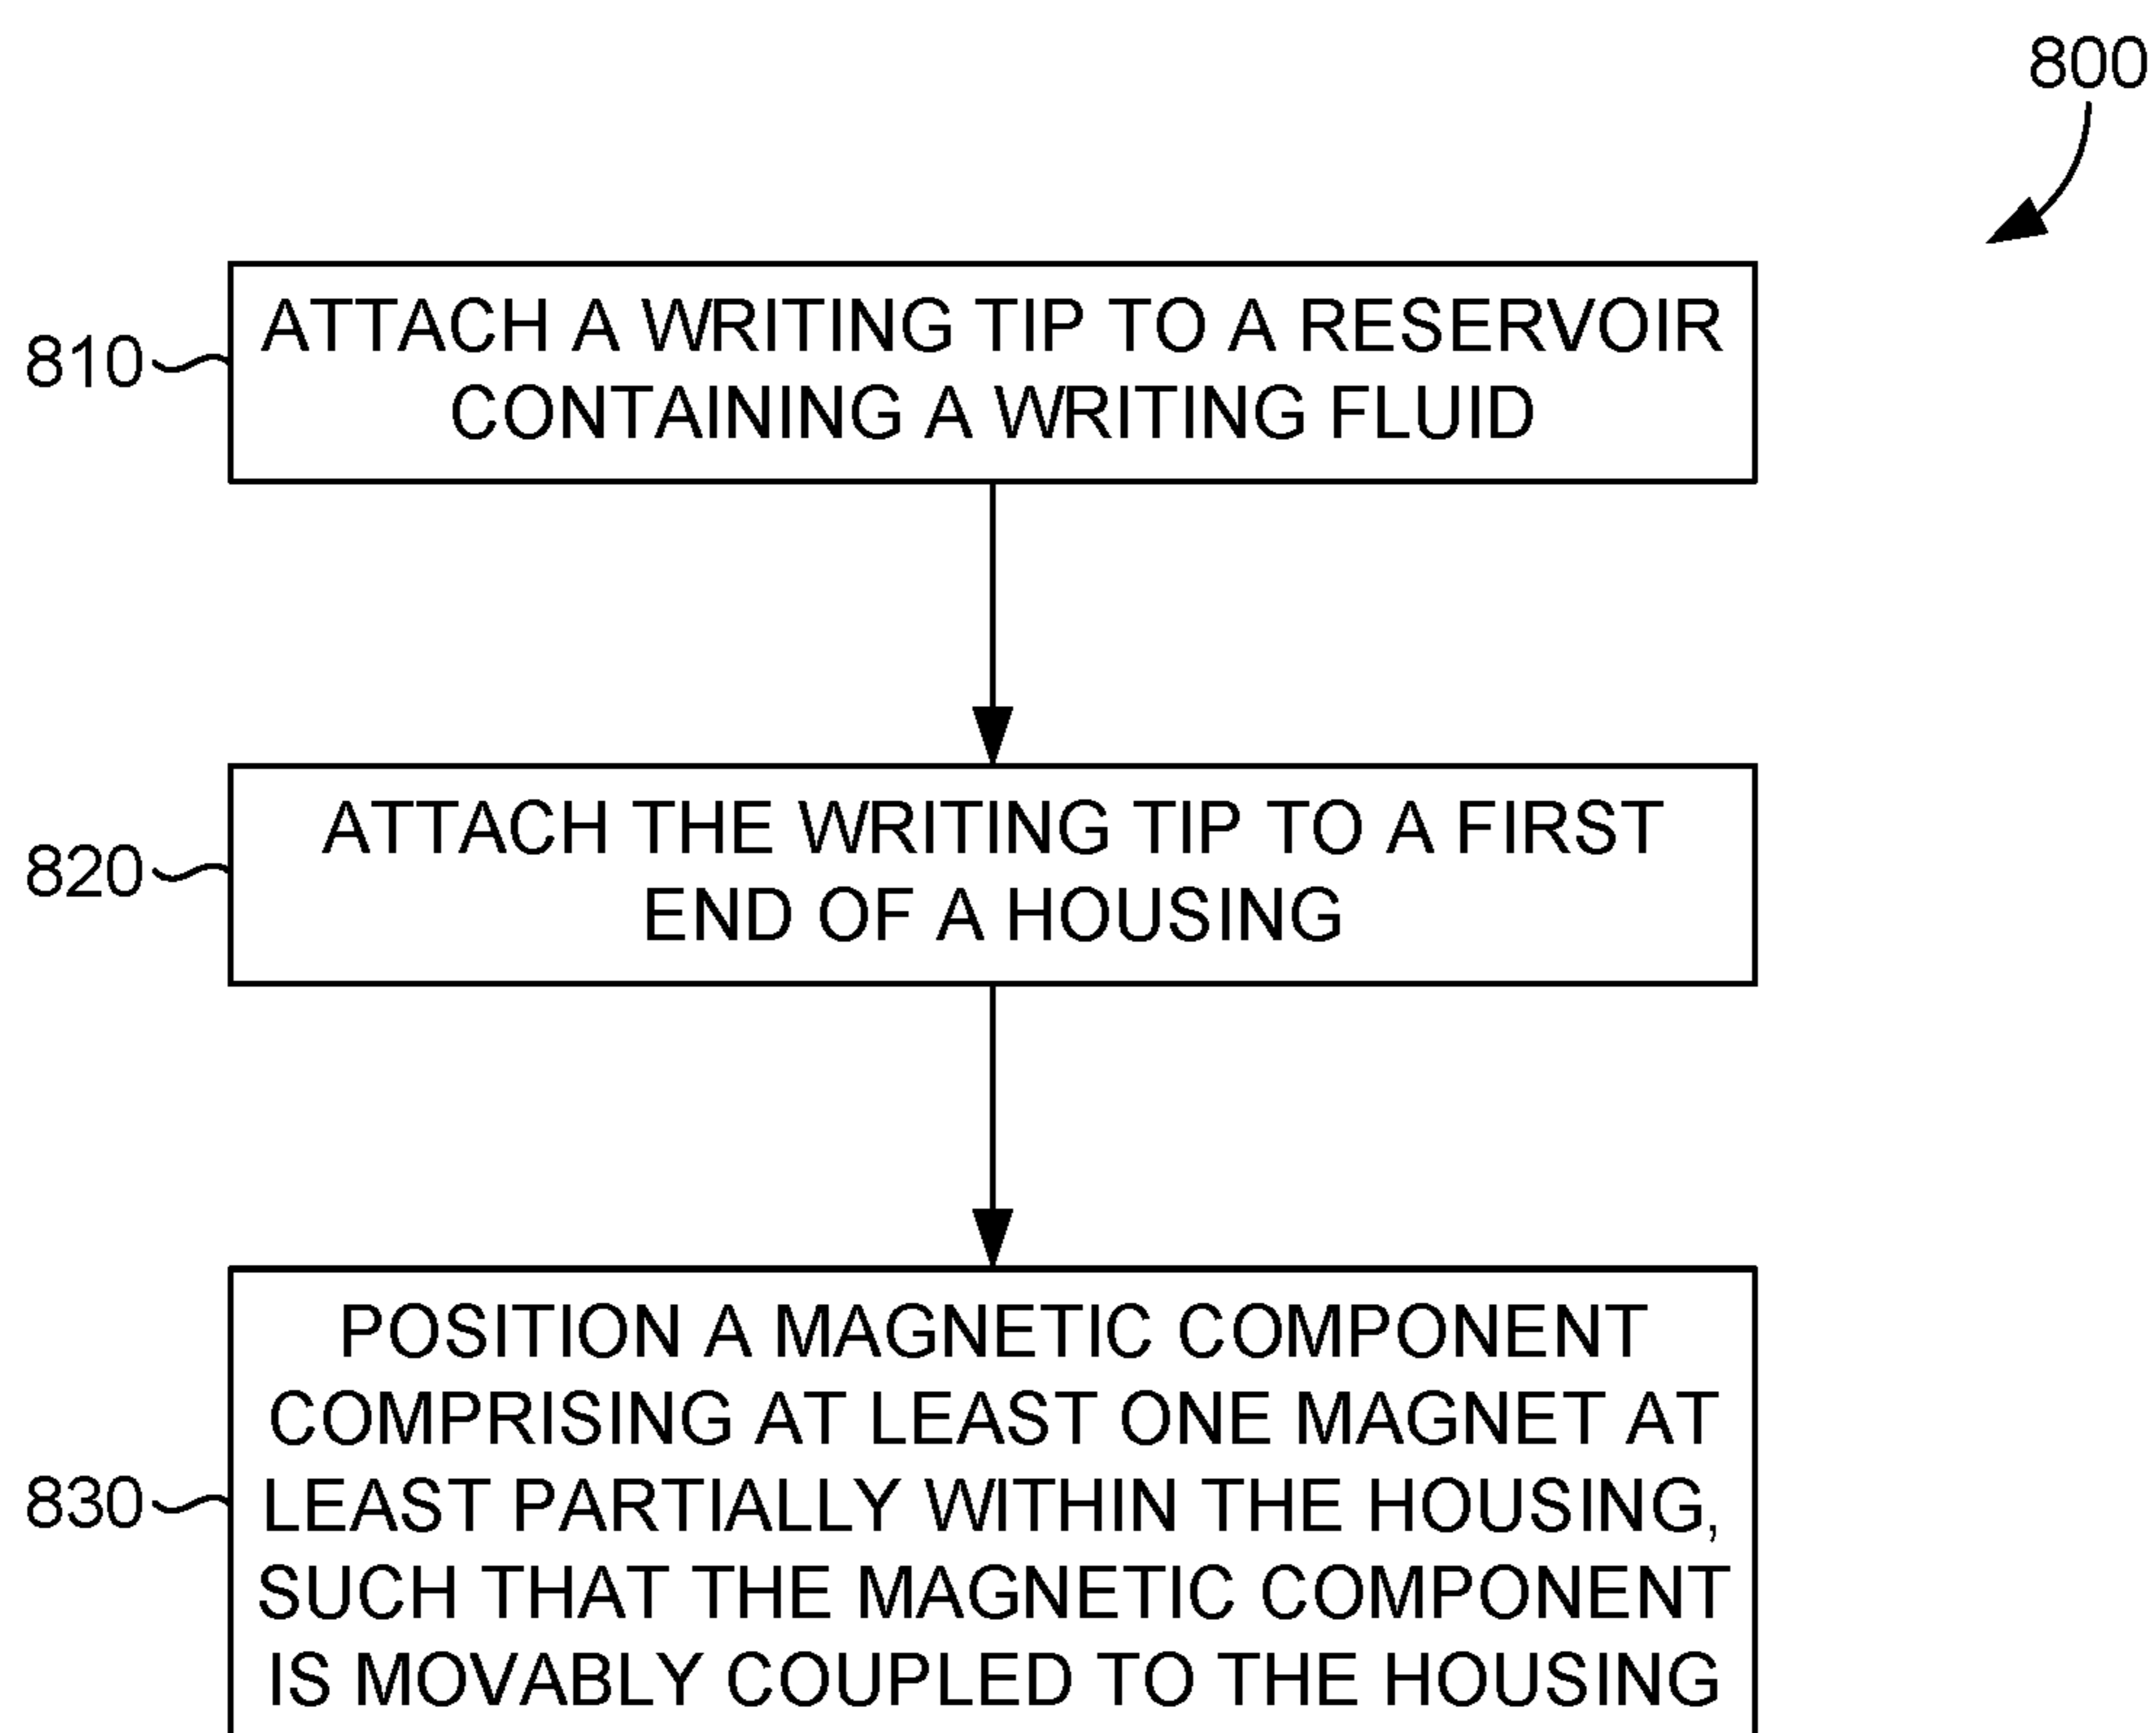 800
810
ATTACH A WRITING TIP TO A RESERVOIR
CONTAINING A WRITING FLUID
820
ATTACH THE WRITING TIP TO A FIRST
END OF A HOUSING
830
POSITION A MAGNETIC COMPONENT
COMPRISING AT LEAST ONE MAGNET AT
LEAST PARTIALLY WITHIN THE HOUSING,
SUCH THAT THE MAGNETIC COMPONENT
IS MOVABLY COUPLED TO THE HOUSING